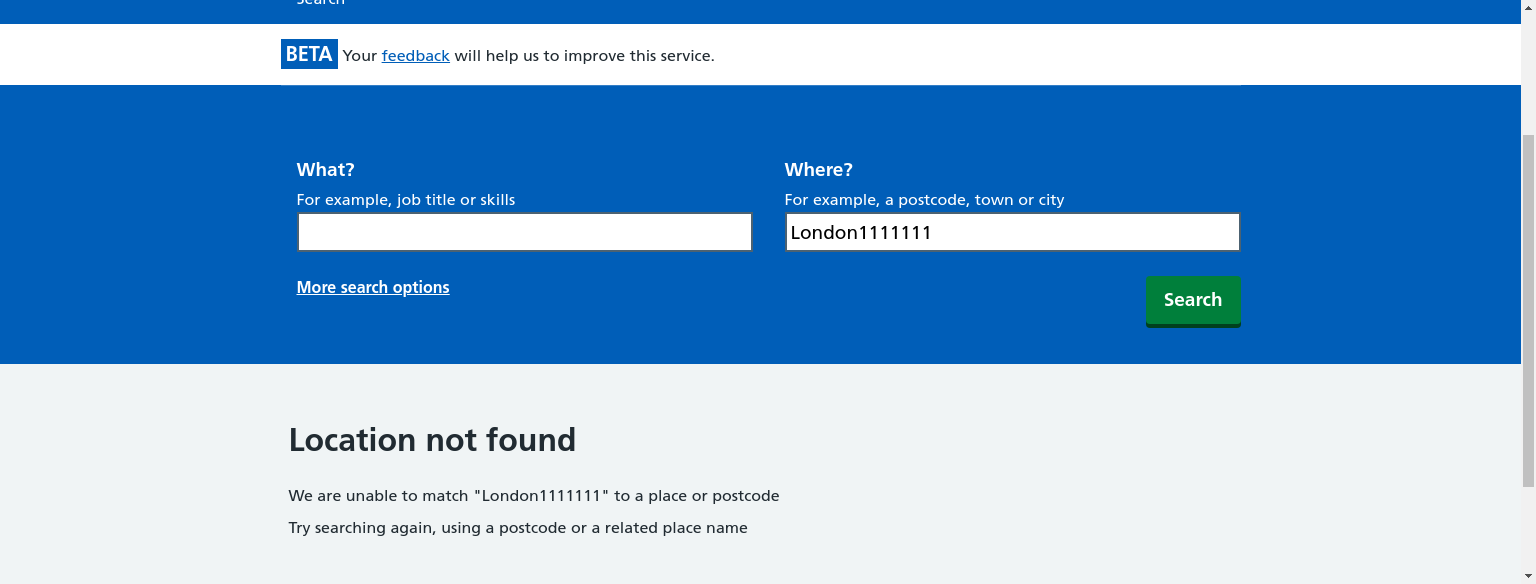 Search
BETA Your feedback will help us to improve this service.
What?
For example, job title or skills
Where?
For example, a postcode, town or city
London1111111
More search options
Search
Location not found
We are unable to match "London1111111" to a place or postcode
Try searching again, using a postcode or a related place name